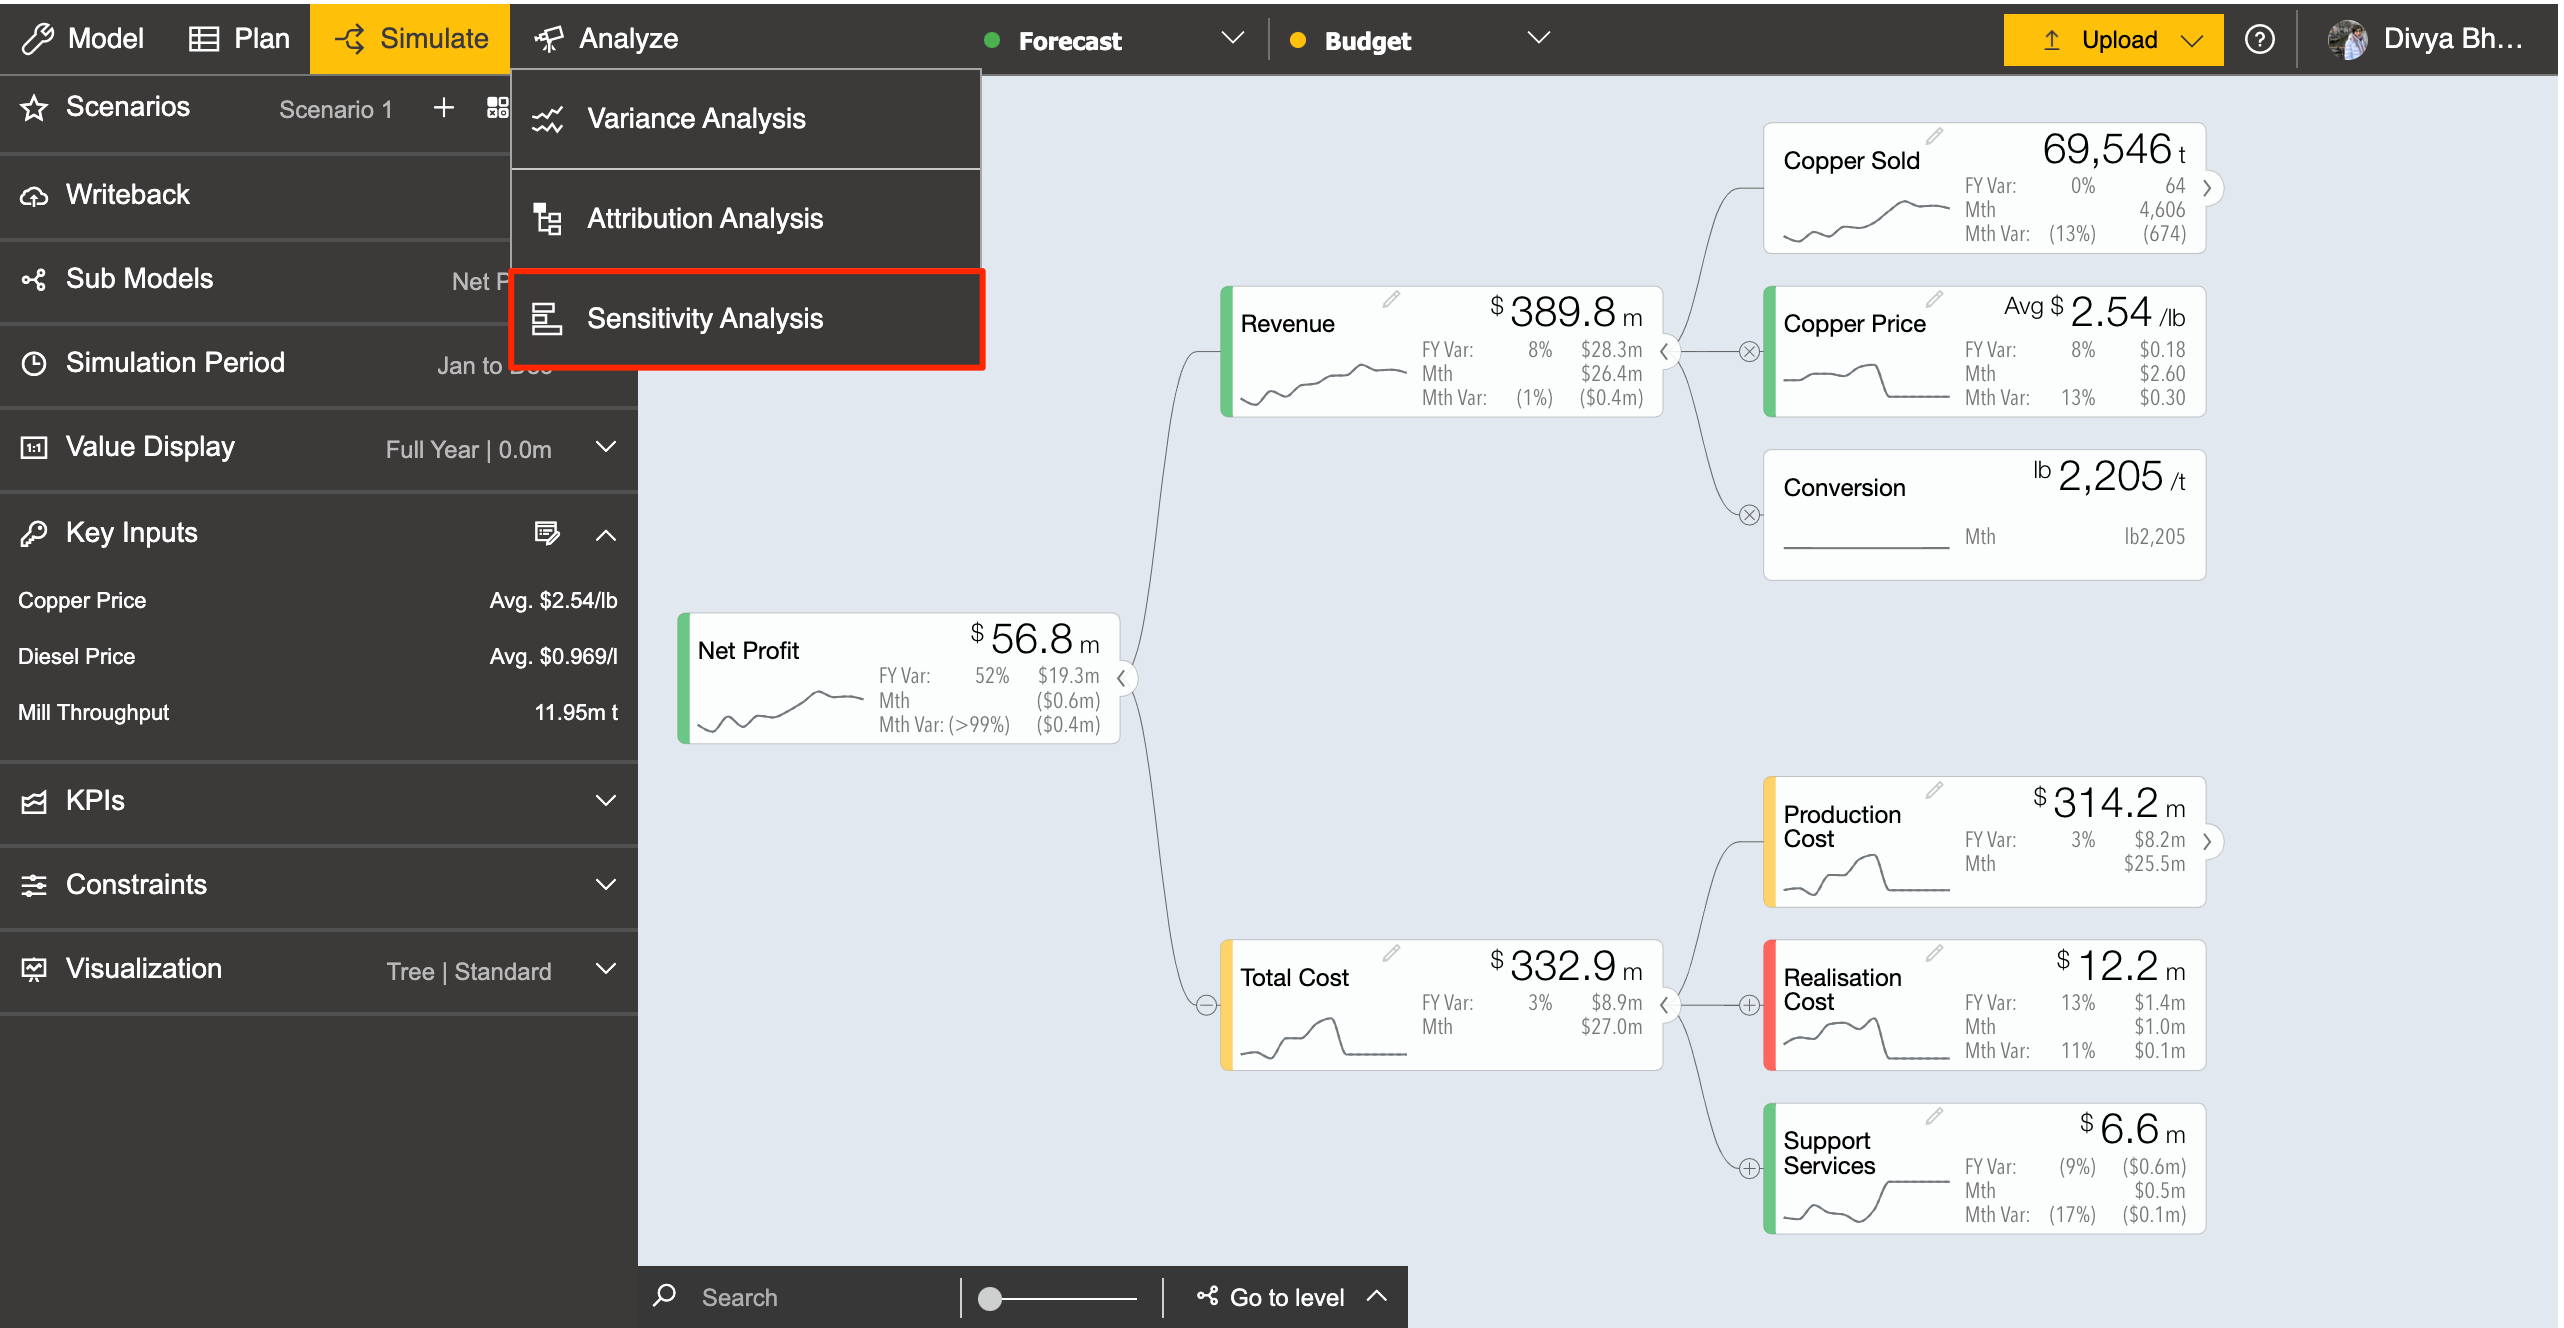 Model
Plan
Simulate
Analyze
Forecast
Budget
Upload
Divya Bh...
Scenarios
Scenario 1
Writeback
Sub Models
Net P
Simulation Period
Jan to Dec
Value Display
Full Year | 0.0m
Key Inputs
Copper Price Avg. $2.54/lb
Diesel Price Avg. $0.969/l
Mill Throughput 11.95m t
KPIs
Constraints
Visualization
Tree | Standard
Variance Analysis
Attribution Analysis
Sensitivity Analysis
Net Profit
$ 56.8 m
FY Var: 52% $19.3m
Mth ($0.6m)
Mth Var: (>99%) ($0.4m)
Revenue
$ 389.8 m
FY Var: 8% $28.3m
Mth $26.4m
Mth Var: (1%) ($0.4m)
Total Cost
$ 332.9 m
FY Var: 3% $8.9m
Mth $27.0m
Copper Sold
69,546 t
FY Var: 0% 64
Mth 4,606
Mth Var: (13%) (674)
Copper Price
Avg $ 2.54 /lb
FY Var: 8% $0.18
Mth $2.60
Mth Var: 13% $0.30
Conversion
lb 2,205 /t
Mth lb2,205
Production
Cost
$ 314.2 m
FY Var: 3% $8.2m
Mth $25.5m
Realisation
Cost
$ 12.2 m
FY Var: 13% $1.4m
Mth $1.0m
Mth Var: 11% $0.1m
Support
Services
$ 6.6 m
FY Var: (9%) ($0.6m)
Mth $0.5m
Mth Var: (17%) ($0.1m)
Search
Go to level